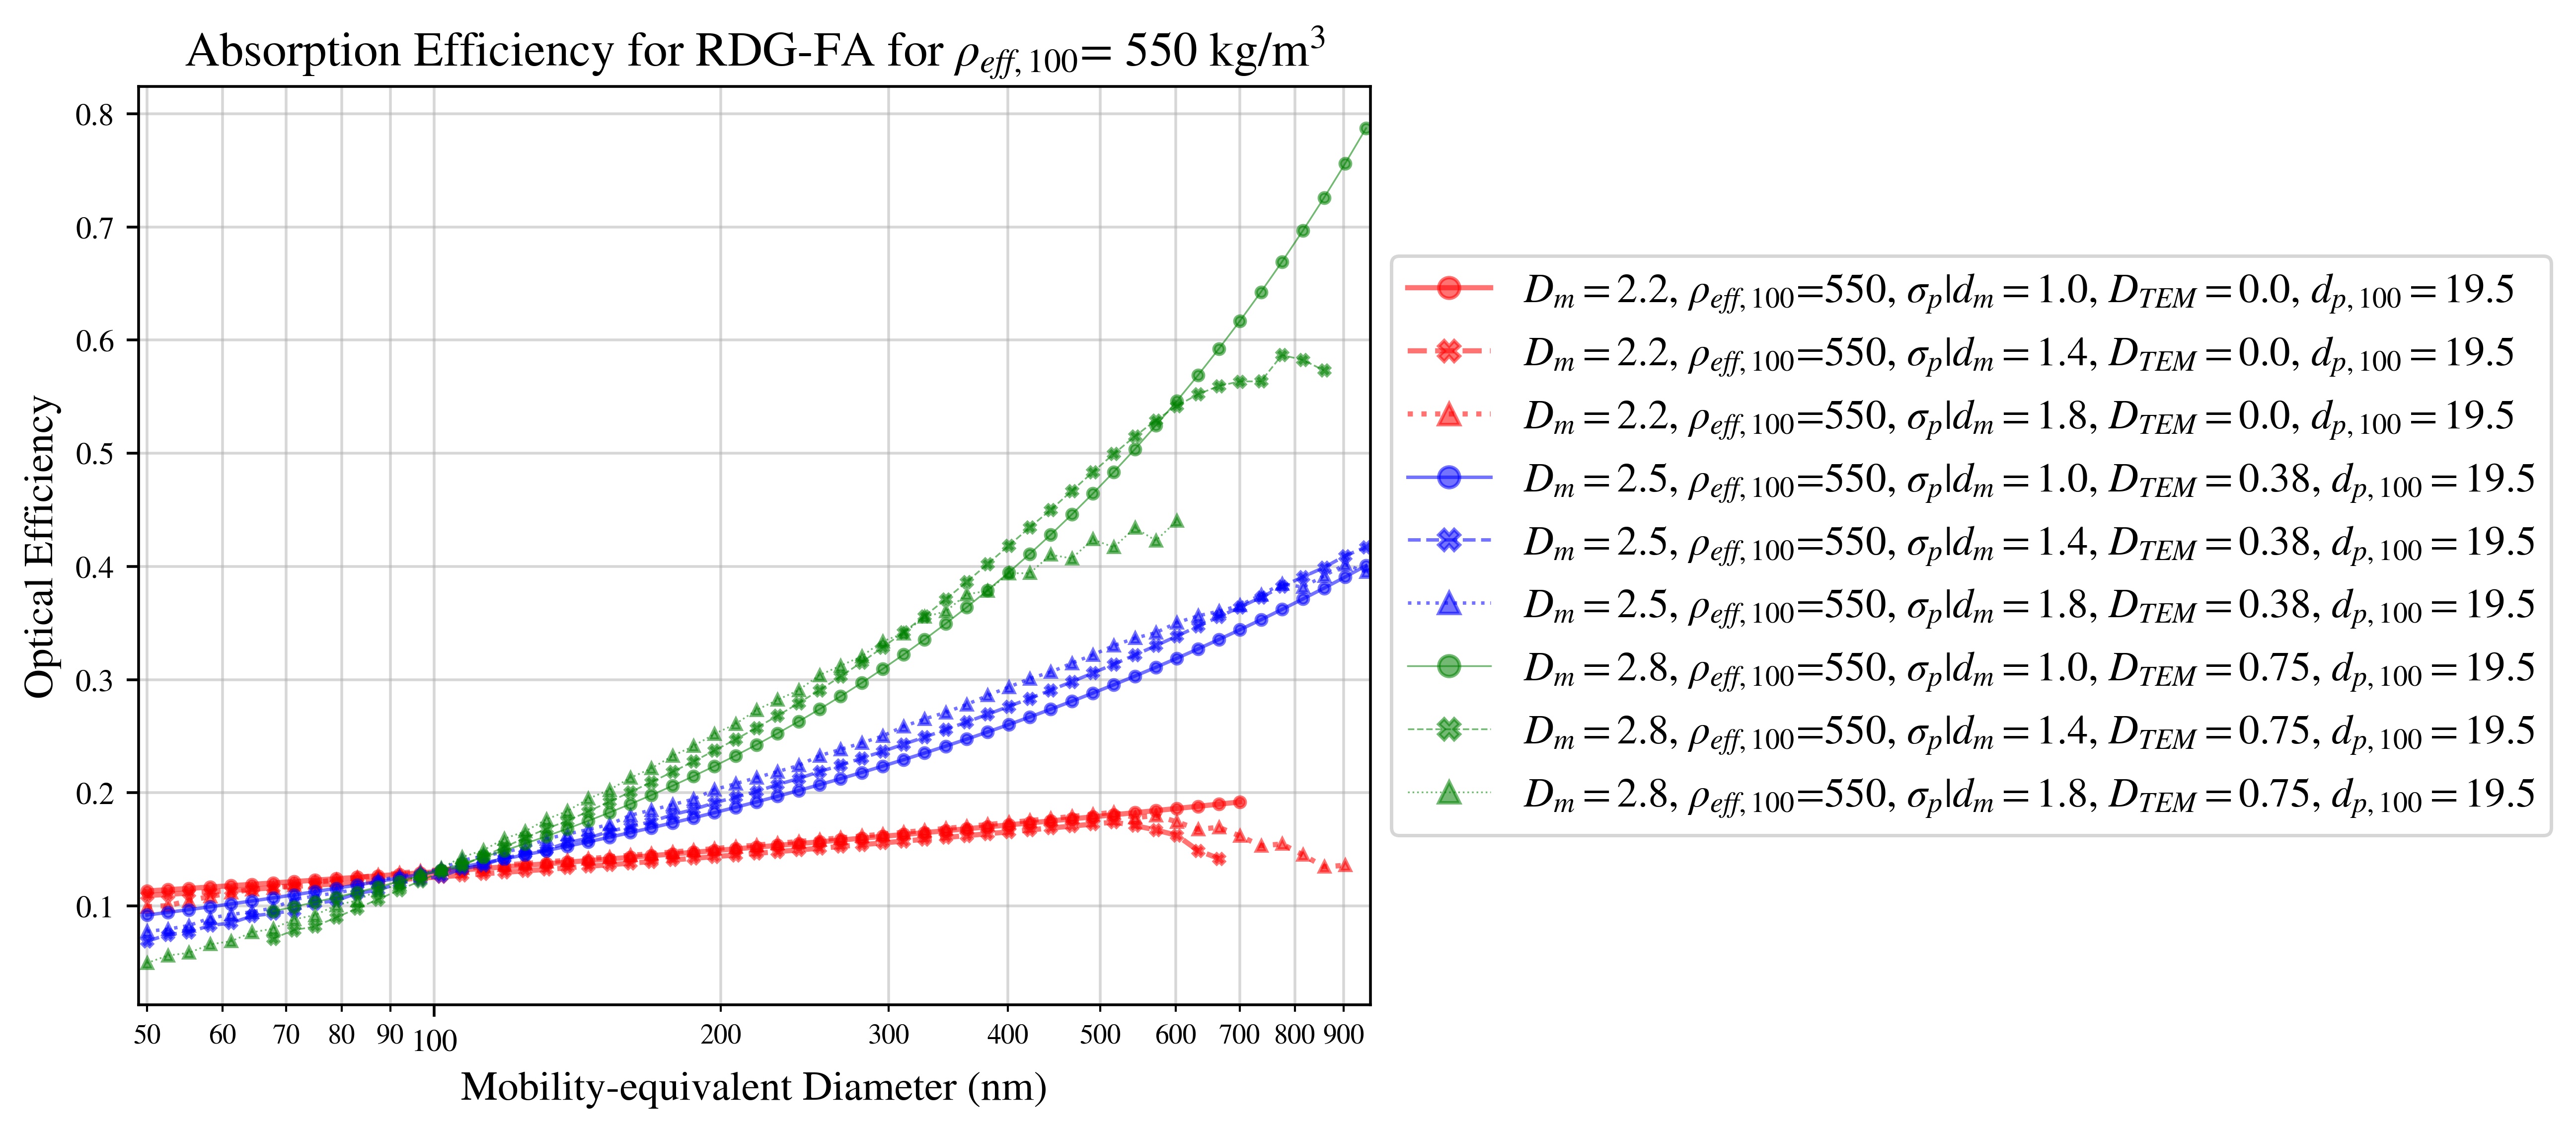 Absorption Efficiency for RDG-FA for ρeff,100= 550 kg/m³
0.8
0.7
0.6
0.5
0.4
0.3
0.2
0.1
Optical Efficiency
50 60 70 80 90 100 200 300 400 500 600 700 800 900
Mobility-equivalent Diameter (nm)
Dm = 2.2, ρeff,100=550, σp|dm = 1.0, DTEM = 0.0, dp,100 = 19.5
Dm = 2.2, ρeff,100=550, σp|dm = 1.4, DTEM = 0.0, dp,100 = 19.5
Dm = 2.2, ρeff,100=550, σp|dm = 1.8, DTEM = 0.0, dp,100 = 19.5
Dm = 2.5, ρeff,100=550, σp|dm = 1.0, DTEM = 0.38, dp,100 = 19.5
Dm = 2.5, ρeff,100=550, σp|dm = 1.4, DTEM = 0.38, dp,100 = 19.5
Dm = 2.5, ρeff,100=550, σp|dm = 1.8, DTEM = 0.38, dp,100 = 19.5
Dm = 2.8, ρeff,100=550, σp|dm = 1.0, DTEM = 0.75, dp,100 = 19.5
Dm = 2.8, ρeff,100=550, σp|dm = 1.4, DTEM = 0.75, dp,100 = 19.5
Dm = 2.8, ρeff,100=550, σp|dm = 1.8, DTEM = 0.75, dp,100 = 19.5